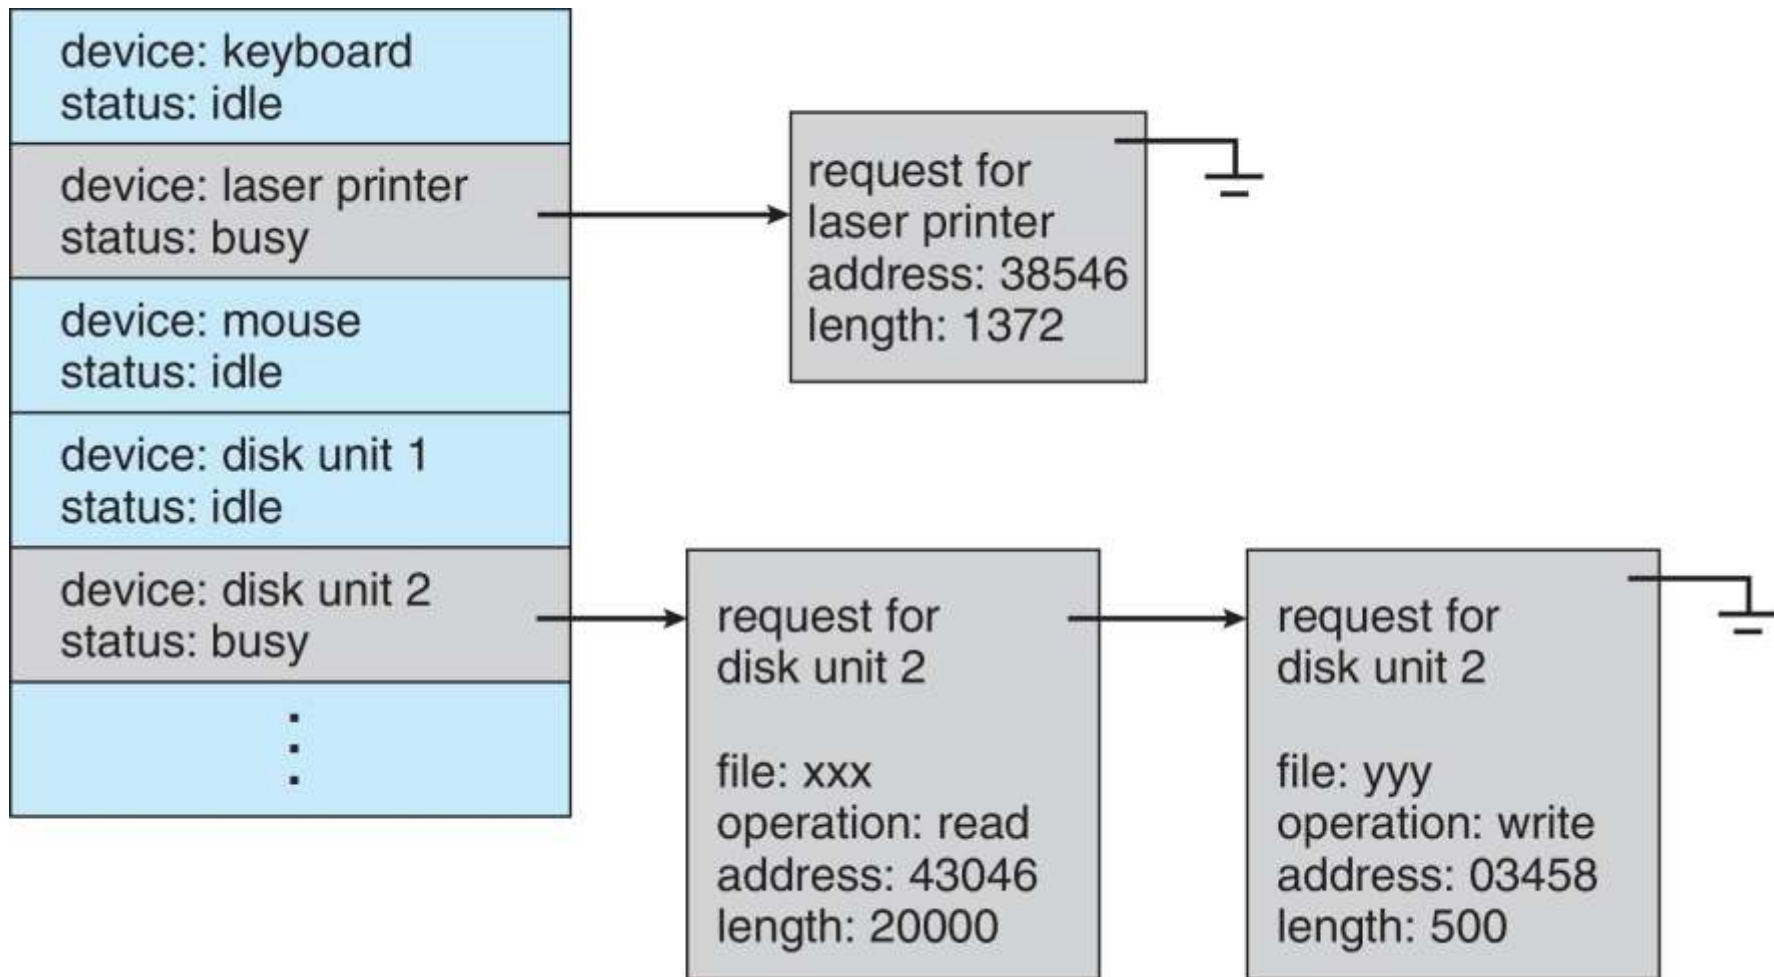 device: keyboard
status: idle
device: laser printer
status: busy
device: mouse
status: idle
device: disk unit 1
status: idle
device: disk unit 2
status: busy
request for
laser printer
address: 38546
length: 1372
request for
disk unit 2
file: xxx
operation: read
address: 43046
length: 20000
request for
disk unit 2
file: yyy
operation: write
address: 03458
length: 500